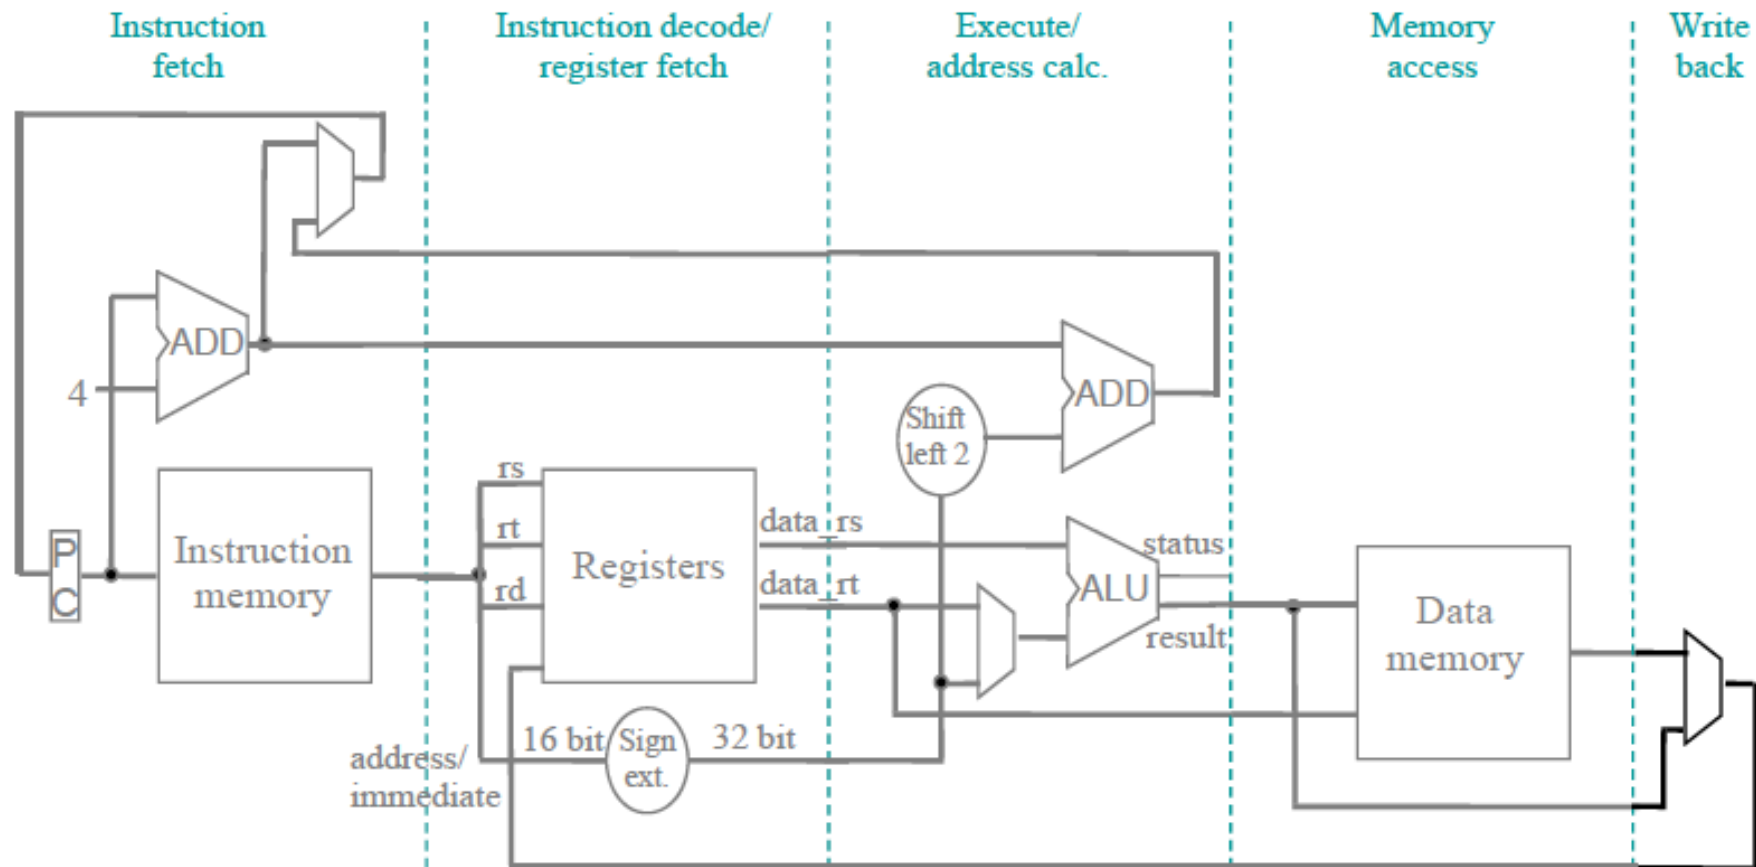 Instruction
fetch
Instruction decode/
register fetch
Execute/
address calc.
Memory
access
Write
back
ADD
4
ADD
Shift
left 2
P
C
Instruction
memory
rs
rt
rd
Registers
data_rs
data_rt
status
ALU
result
Data
memory
address/
immediate
16 bit
Sign
ext.
32 bit